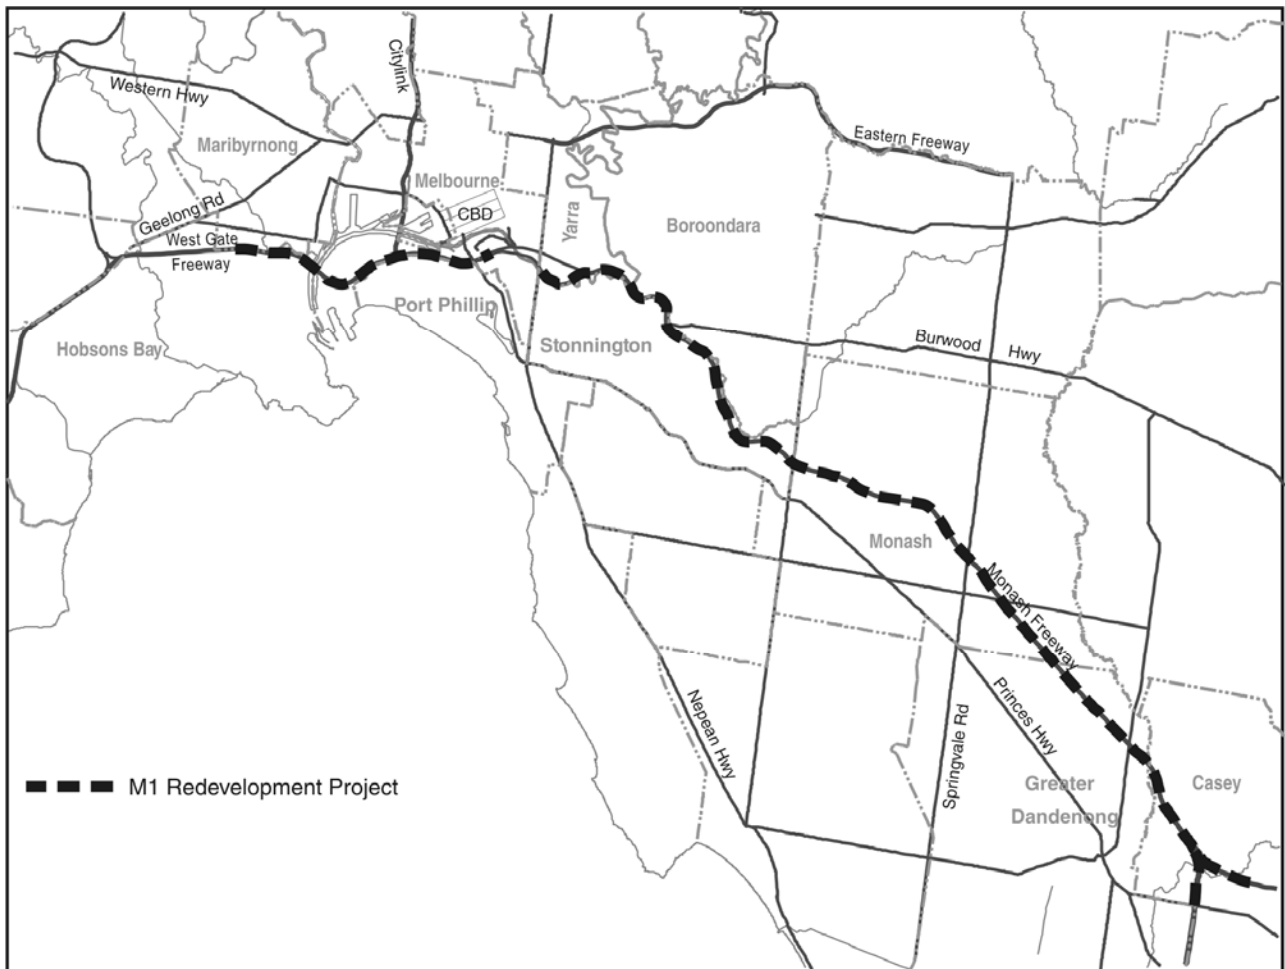 Citylink
Western Hwy
Maribyrnong
Eastern Freeway
Melbourne
CBD
Geelong Rd
Yarra
Boroondara
West Gate
Freeway
Port Phillip
Hobsons Bay
Stonnington
Burwood Hwy
Monash
Monash Freeway
Princes Hwy
Nepean Hwy
Springvale Rd
Greater
Dandenong
Casey
M1 Redevelopment Project